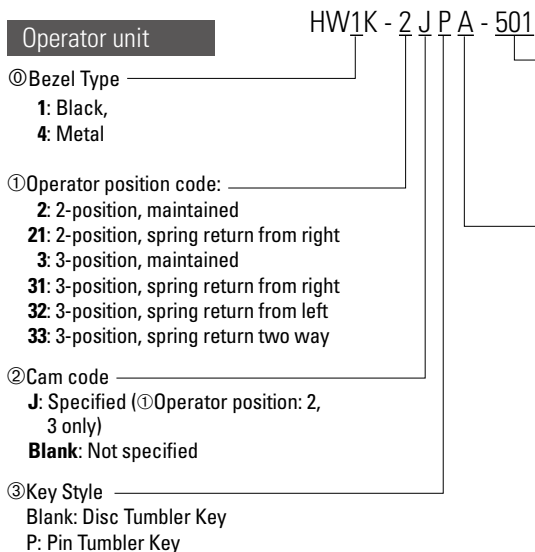 Operator unit
HW1K - 2 J P A - 501
⓪Bezel Type
1: Black,
4: Metal
①Operator position code:
2: 2-position, maintained
21: 2-position, spring return from right
3: 3-position, maintained
31: 3-position, spring return from right
32: 3-position, spring return from left
33: 3-position, spring return two way
②Cam code
J: Specified (①Operator position: 2,
3 only)
Blank: Not specified
③Key Style
Blank: Disc Tumbler Key
P: Pin Tumbler Key